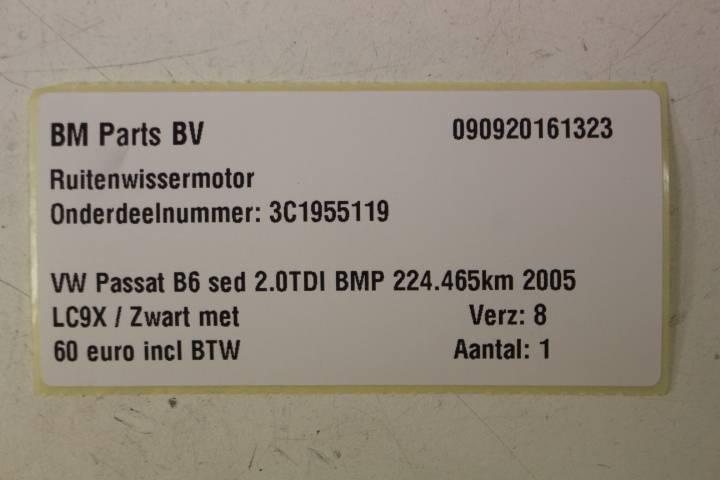 BM Parts BV 090920161323
Ruitenwissermotor
Onderdeelnummer: 3C1955119
VW Passat B6 sed 2.0TDI BMP 224.465km 2005
LC9X / Zwart met Verz: 8
60 euro incl BTW Aantal: 1